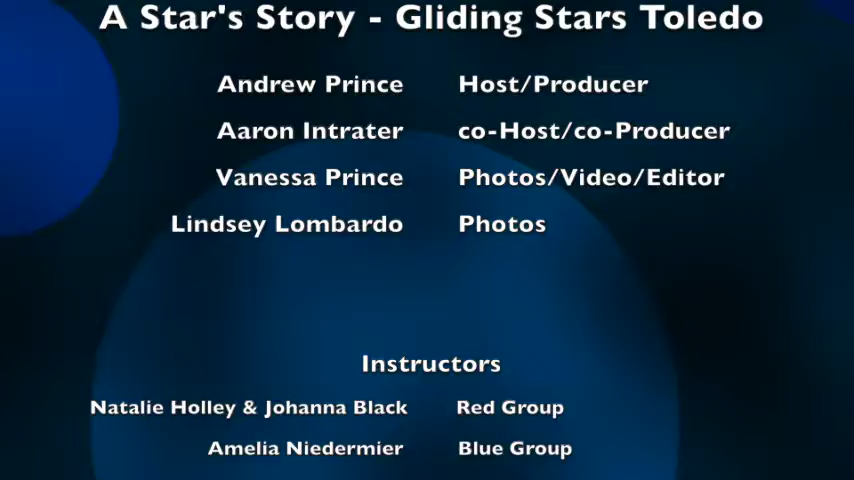 A Star's Story - Gliding Stars Toledo
Andrew Prince Host/Producer
Aaron Intrater co-Host/co-Producer
Vanessa Prince Photos/Video/Editor
Lindsey Lombardo Photos
Instructors
Natalie Holley & Johanna Black Red Group
Amelia Niedermier Blue Group